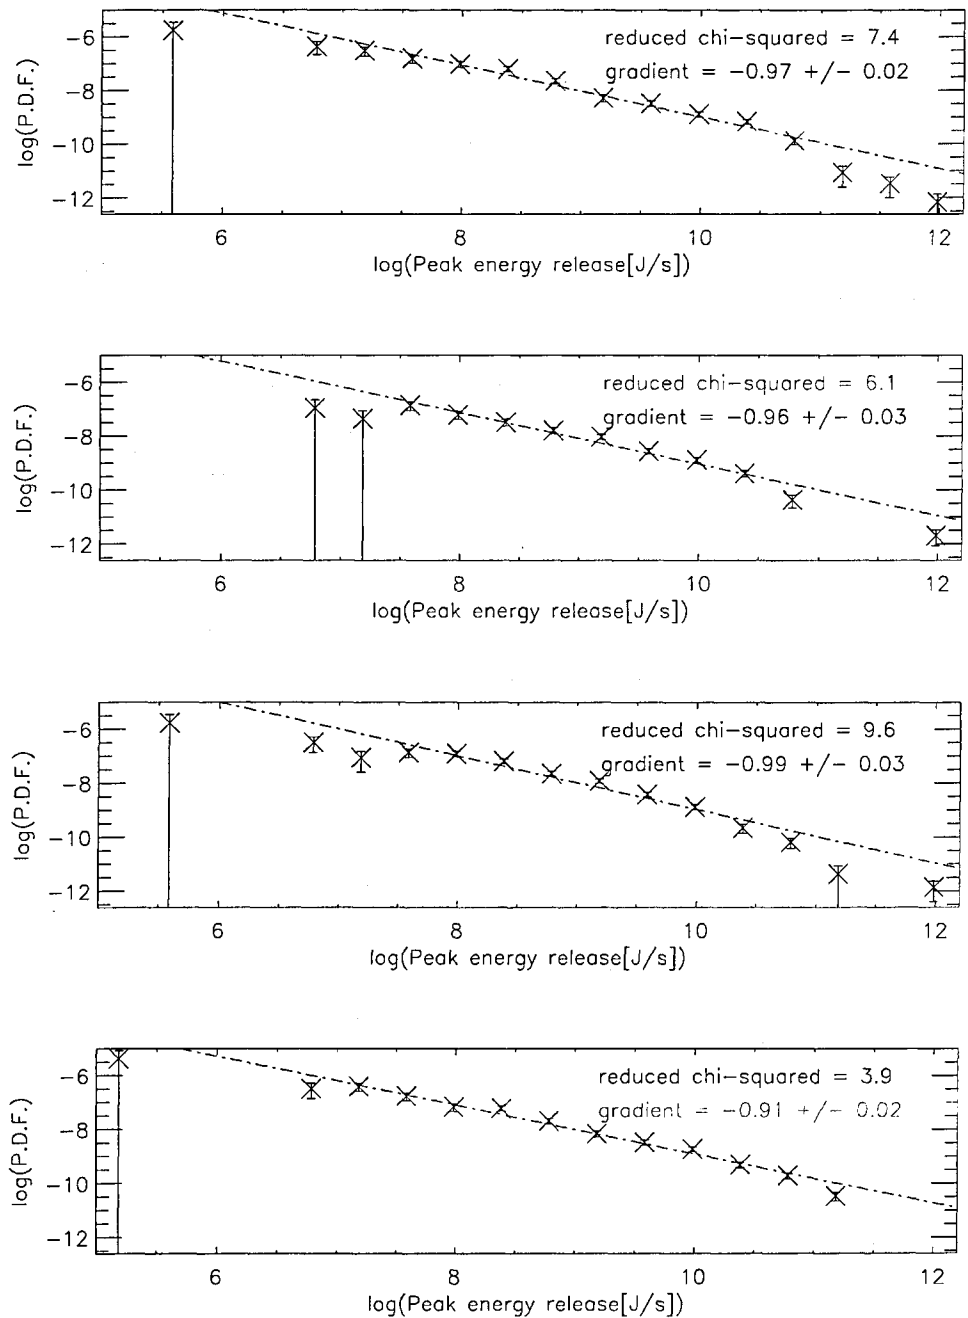 reduced chi-squared = 7.4
gradient = -0.97 +/- 0.02
-6
-8
-10
-12
log(P.D.F.)
6 8 10 12
log(Peak energy release[J/s])
reduced chi-squared = 6.1
gradient = -0.96 +/- 0.03
-6
-8
-10
-12
log(P.D.F.)
6 8 10 12
log(Peak energy release[J/s])
reduced chi-squared = 9.6
gradient = -0.99 +/- 0.03
-6
-8
-10
-12
log(P.D.F.)
6 8 10 12
log(Peak energy release[J/s])
reduced chi-squared = 3.9
gradient = -0.91 +/- 0.02
-6
-8
-10
-12
log(P.D.F.)
6 8 10 12
log(Peak energy release[J/s])